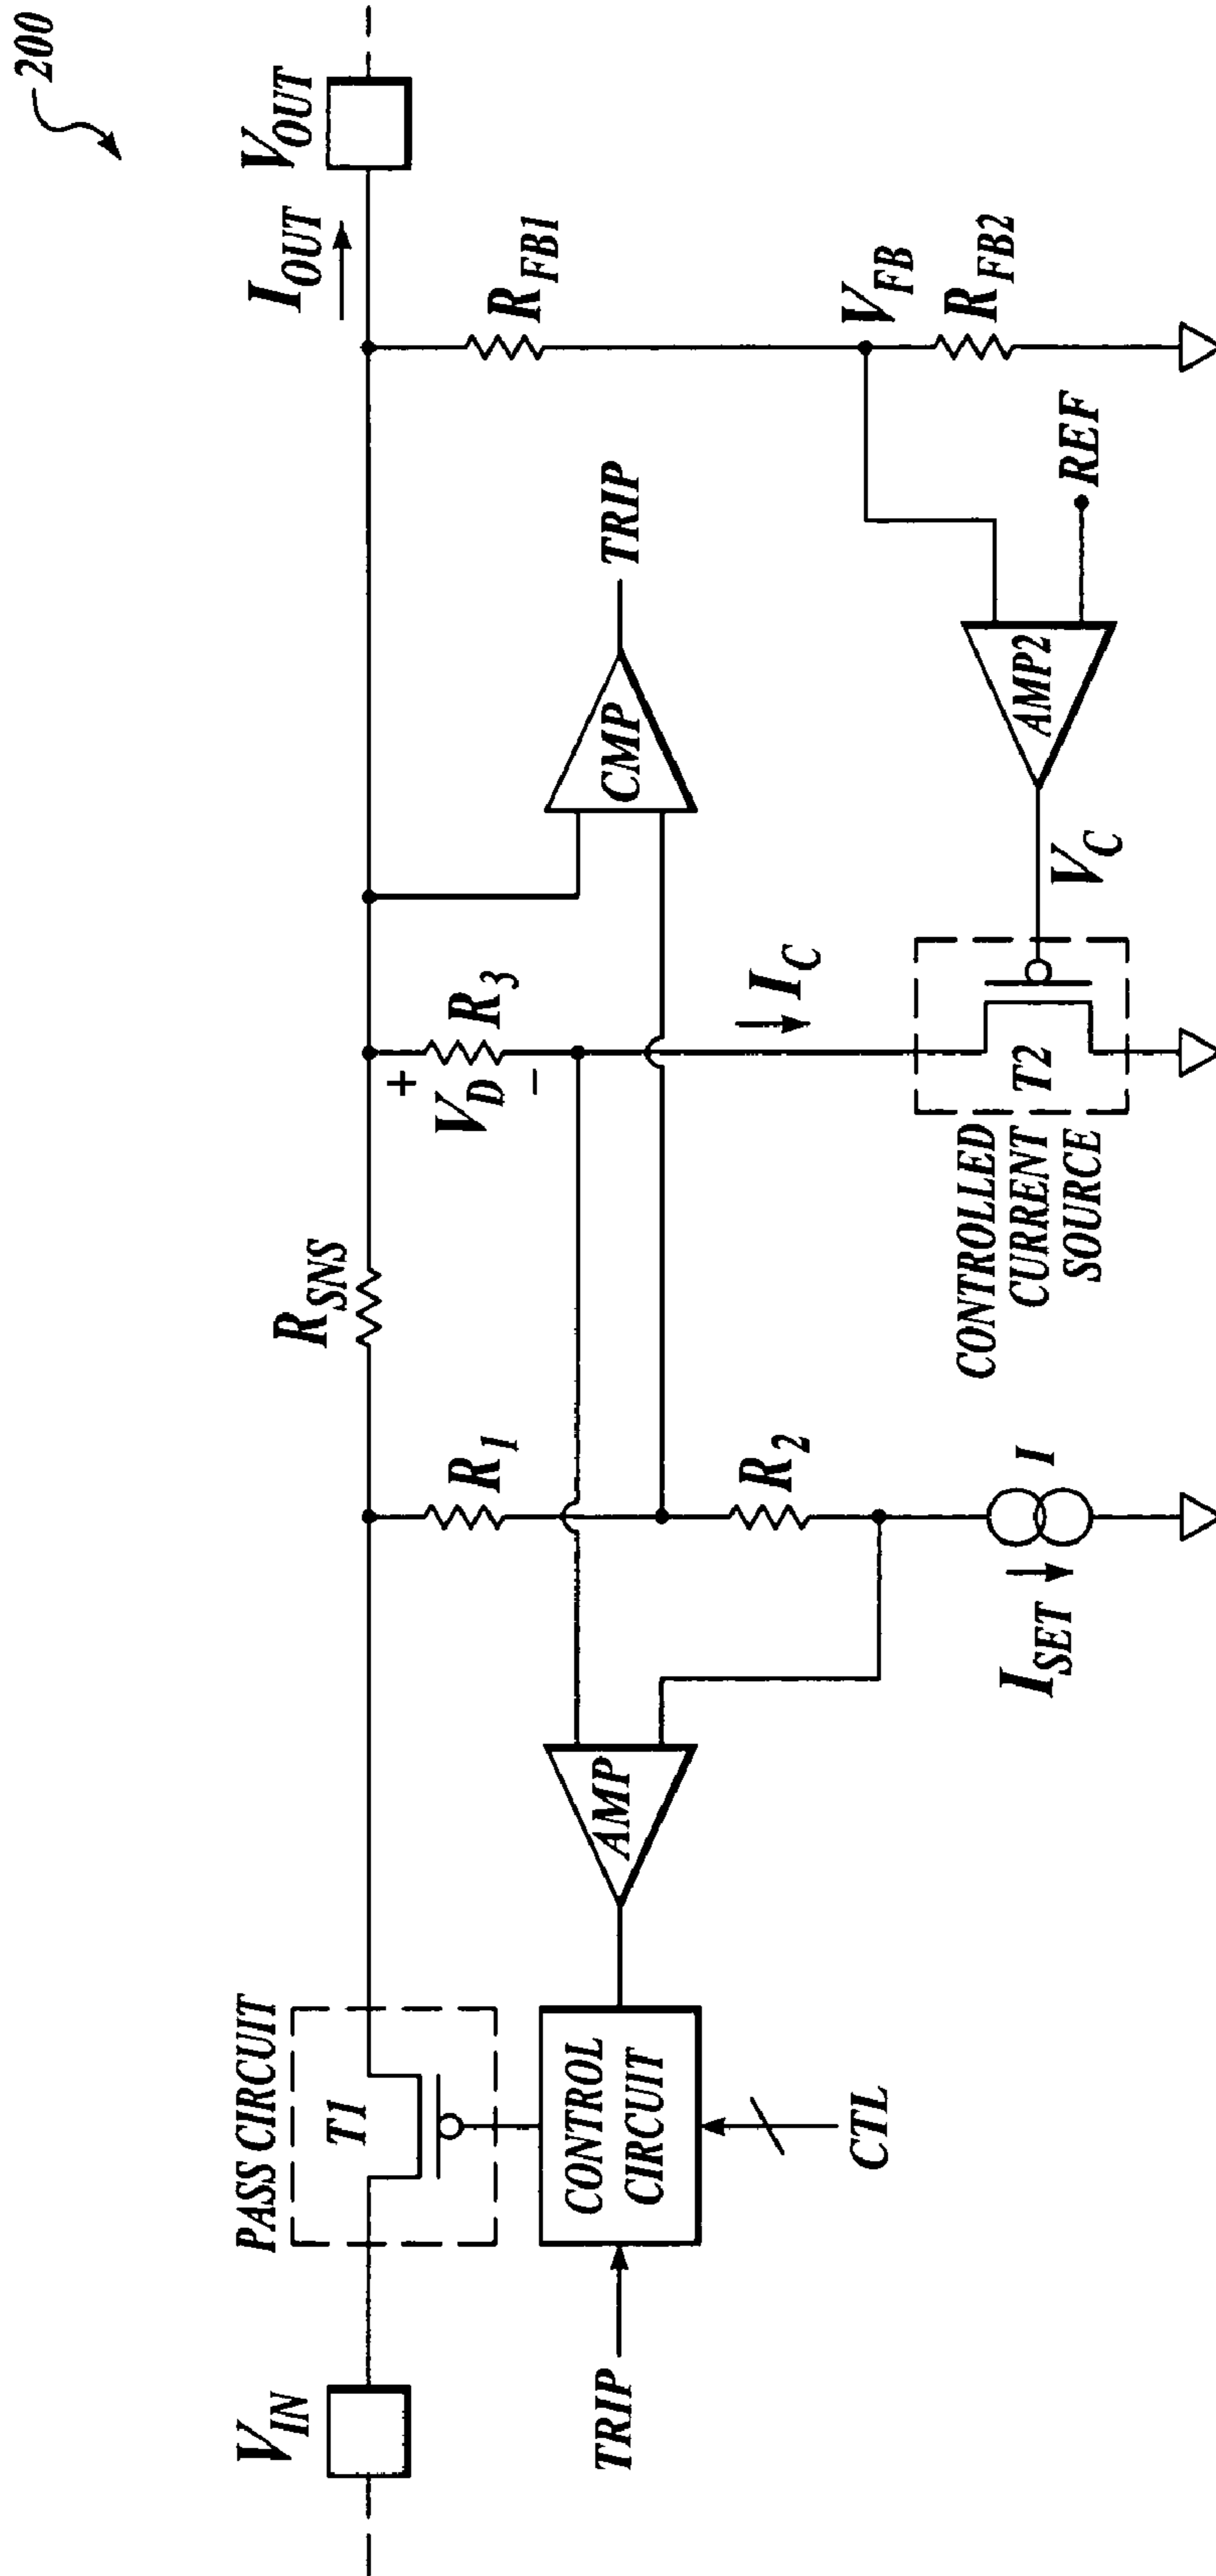 200
V_IN
PASS CIRCUIT
T1
TRIP
CONTROL
CIRCUIT
CTL
AMP
R_1
R_2
I_SET
I
R_SNS
+
V_D
−
R_3
I_C
CONTROLLED
CURRENT
SOURCE
T2
V_C
CMP
TRIP
AMP2
REF
I_OUT
V_OUT
R_FB1
V_FB
R_FB2